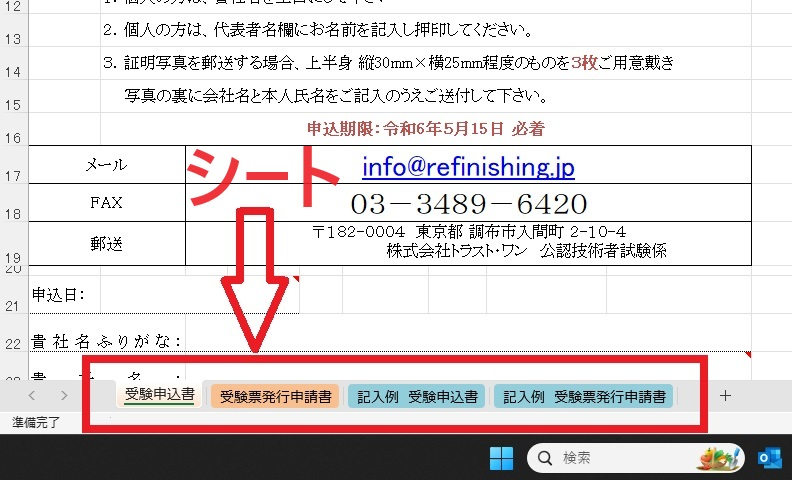 12
13
2. 個人の方は、代表者名欄にお名前を記入し押印してください。
14
3. 証明写真を郵送する場合、上半身 縦30mm×横25mm程度のものを3枚ご用意戴き
15
写真の裏に会社名と本人氏名をご記入のうえご送付して下さい。
16
申込期限：令和6年5月15日 必着
17
メール
シート
info@refinishing.jp
18
FAX
03－3489－6420
19
郵送
〒182-0004 東京都 調布市入間町 2-10-4
株式会社トラスト・ワン 公認技術者試験係
20
21
申込日：
22
貴社名ふりがな：
受験申込書
受験票発行申請書
記入例 受験申込書
記入例 受験票発行申請書
準備完了
検索